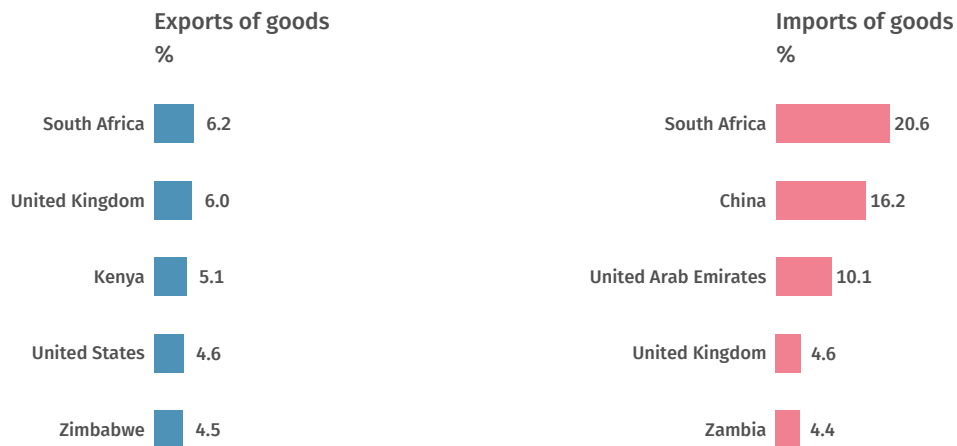 Exports of goods
%
South Africa 6.2
United Kingdom 6.0
Kenya 5.1
United States 4.6
Zimbabwe 4.5
Imports of goods
%
South Africa 20.6
China 16.2
United Arab Emirates 10.1
United Kingdom 4.6
Zambia 4.4